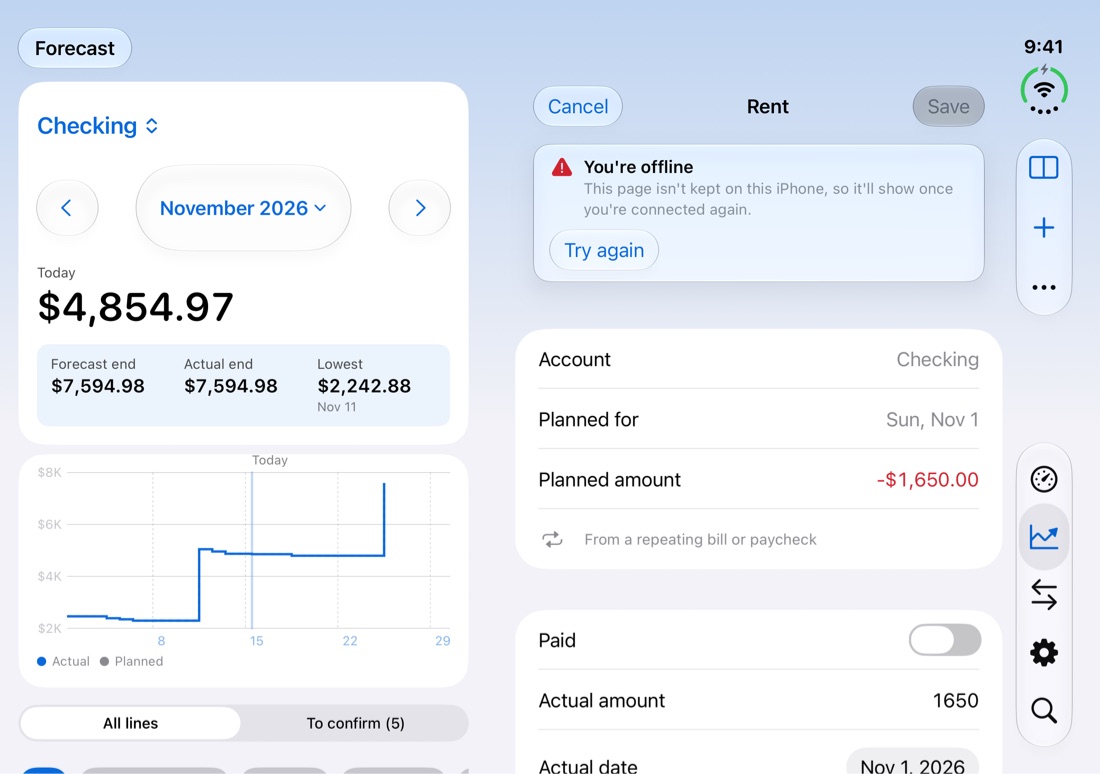 Forecast
Checking
November 2026
Today
$4,854.97
Forecast end
$7,594.98
Actual end
$7,594.98
Lowest
$2,242.88
Nov 11
Today
$8K
$6K
$4K
$2K
8
15
22
29
Actual
Planned
All lines
To confirm (5)
Cancel
Rent
Save
You're offline
This page isn't kept on this iPhone, so it'll show once
you're connected again.
Try again
Account
Checking
Planned for
Sun, Nov 1
Planned amount
-$1,650.00
From a repeating bill or paycheck
Paid
Actual amount
1650
Actual date
Nov 1, 2026
9:41